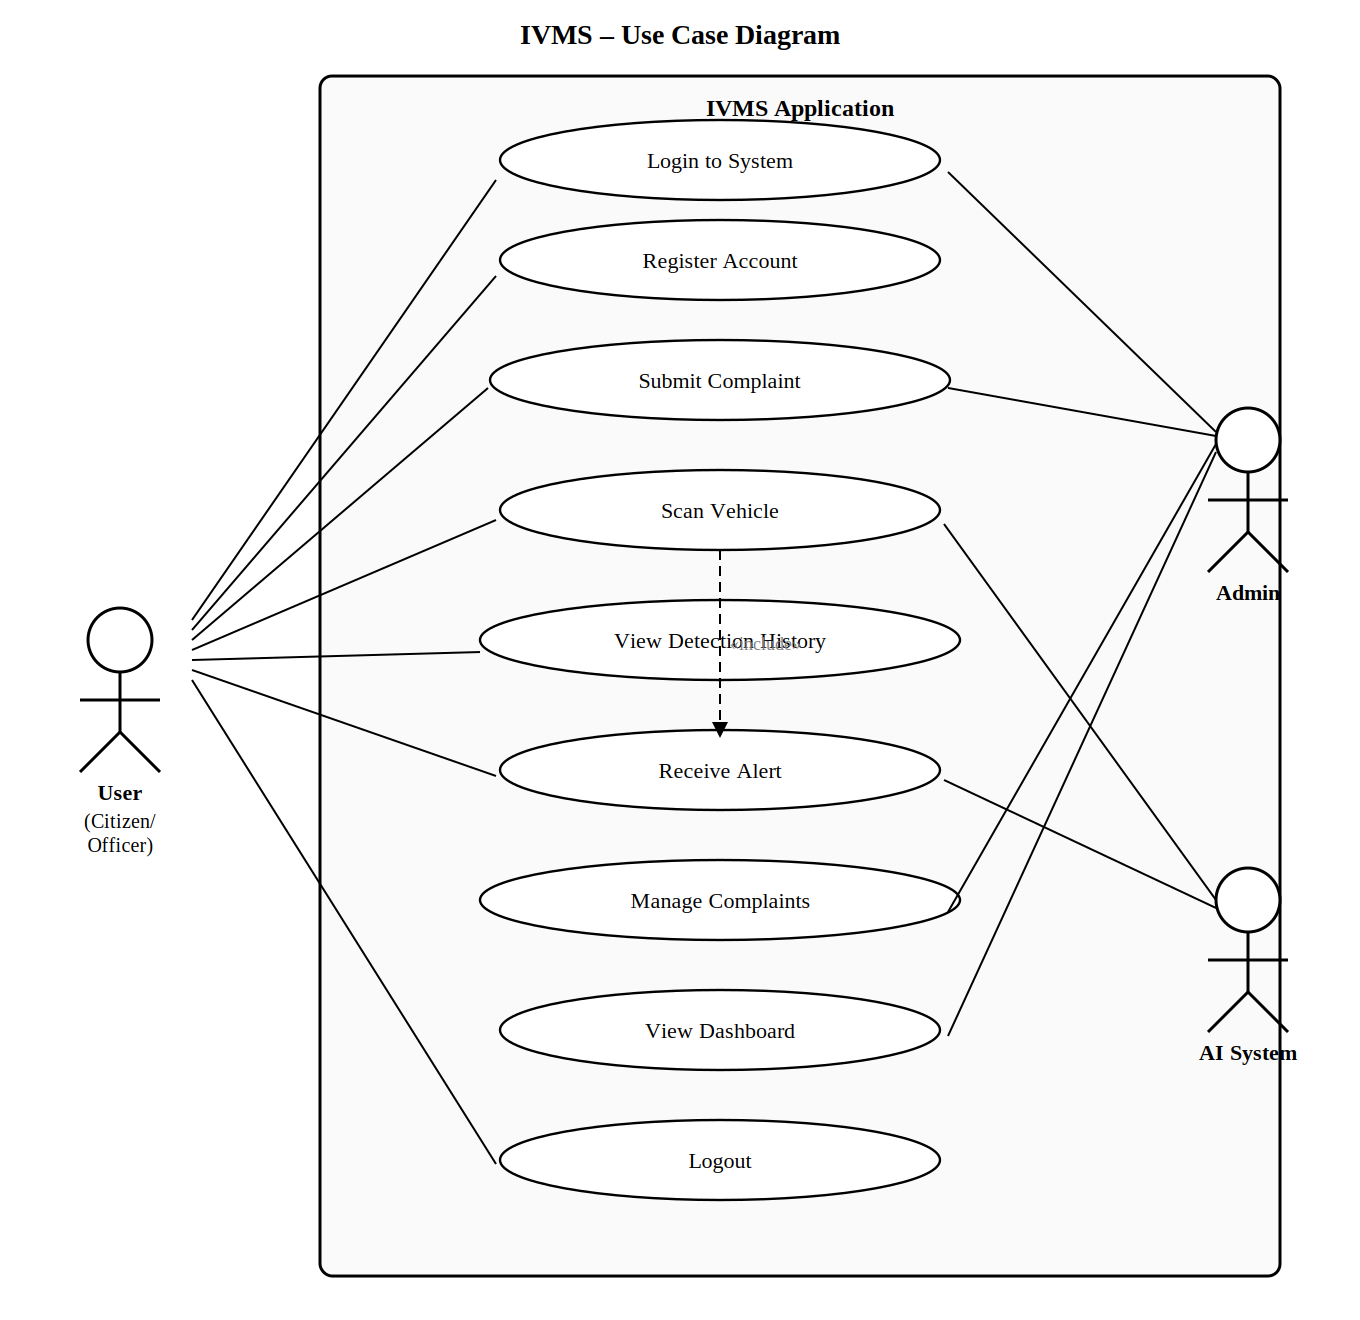 IVMS – Use Case Diagram
IVMS Application
Login to System
Register Account
Submit Complaint
Scan Vehicle
View Detection History
«include»
Receive Alert
Manage Complaints
View Dashboard
Logout
User
(Citizen/
Officer)
Admin
AI System